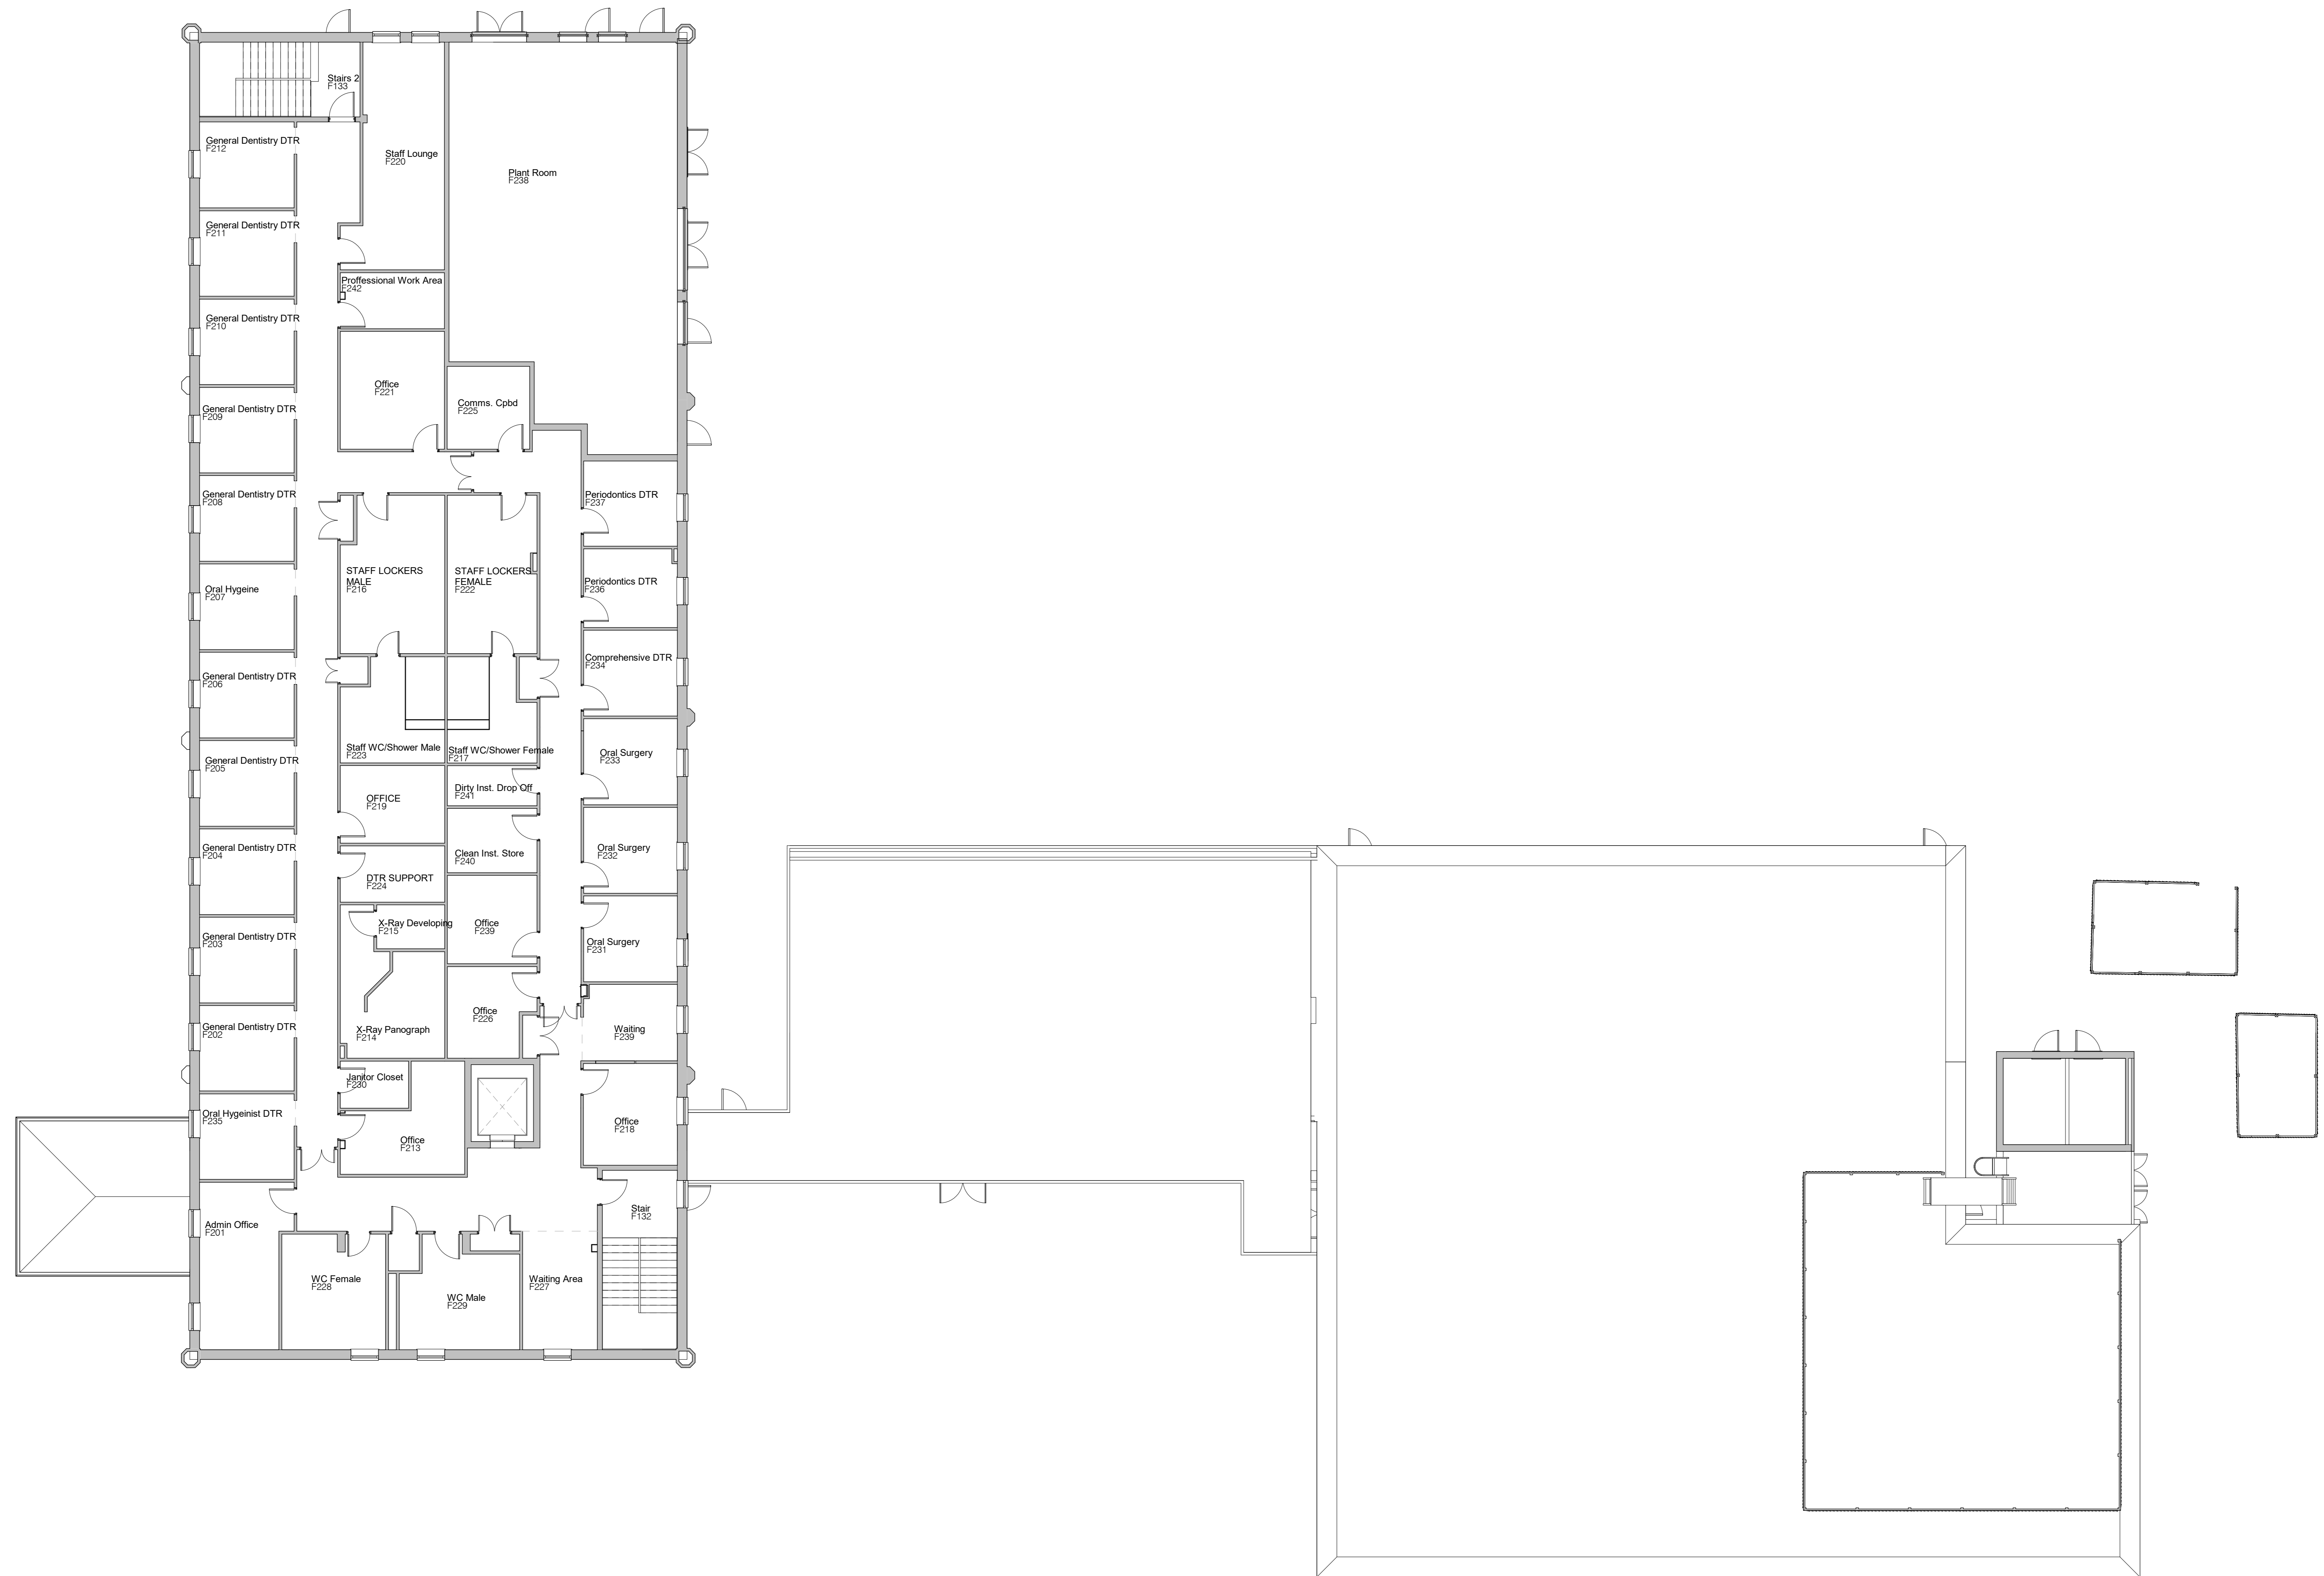 Stairs 2
F133
General Dentistry DTR
F212
Staff Lounge
F220
Plant Room
F238
General Dentistry DTR
F211
Proffessional Work Area
F242
General Dentistry DTR
F210
Office
F221
Comms. Cpbd
F225
General Dentistry DTR
F209
General Dentistry DTR
F208
Periodontics DTR
F237
STAFF LOCKERS
MALE
F216
STAFF LOCKERS
FEMALE
F222
Periodontics DTR
F236
Oral Hygeine
F207
Comprehensive DTR
F234
General Dentistry DTR
F206
Staff WC/Shower Male
F223
Staff WC/Shower Female
F217
Oral Surgery
F233
General Dentistry DTR
F205
OFFICE
F219
Dirty Inst. Drop Off
F241
General Dentistry DTR
F204
Clean Inst. Store
F240
Oral Surgery
F232
DTR SUPPORT
F224
X-Ray Developing
F215
Office
F239
General Dentistry DTR
F203
Oral Surgery
F231
General Dentistry DTR
F202
X-Ray Panograph
F214
Office
F226
Waiting
F239
Janitor Closet
F230
Oral Hygeinist DTR
F235
Office
F213
Office
F218
Admin Office
F201
Stair
F132
WC Female
F228
WC Male
F229
Waiting Area
F227